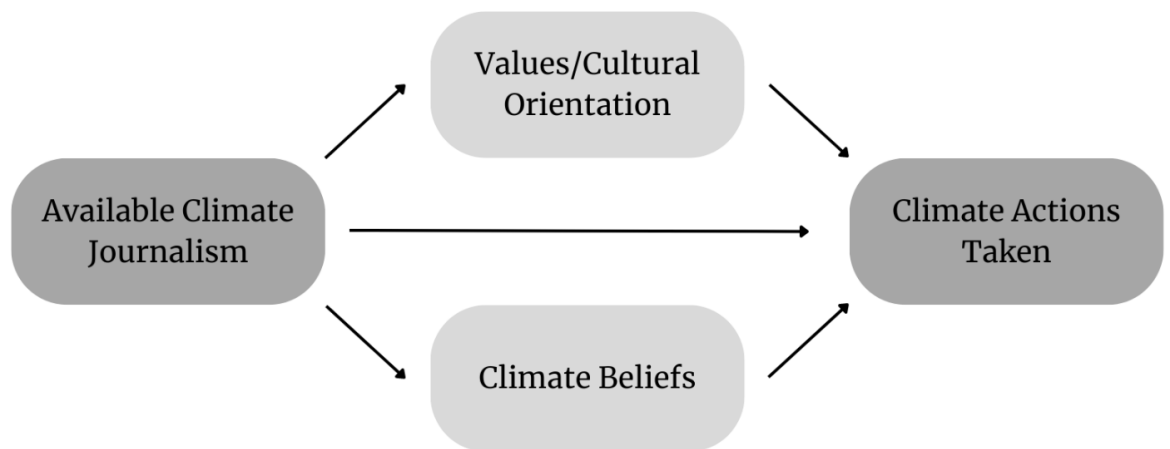 Values/Cultural
Orientation
Available Climate
Journalism
Climate Actions
Taken
Climate Beliefs